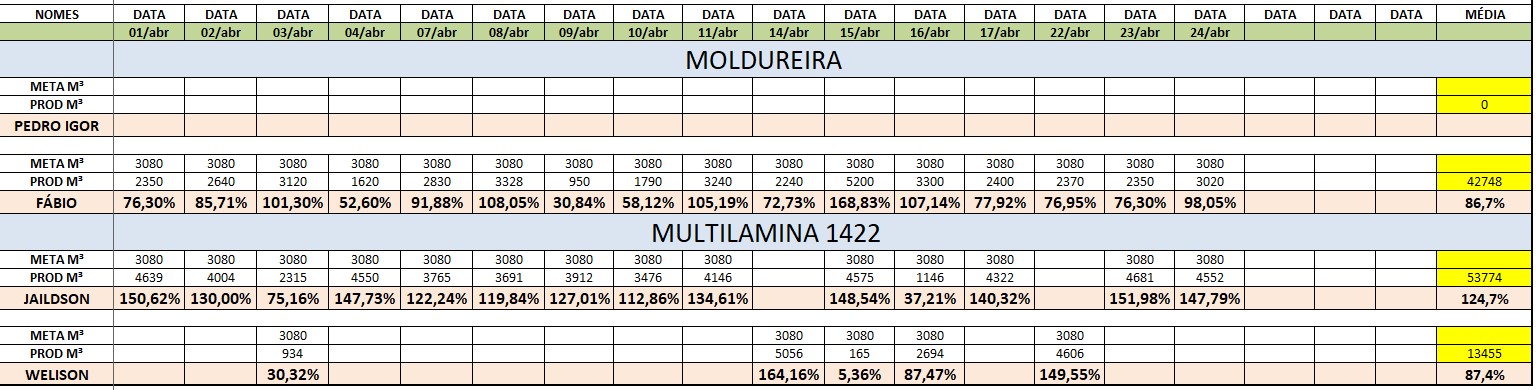 NOMES DATA DATA DATA DATA DATA DATA DATA DATA DATA DATA DATA DATA DATA DATA DATA DATA DATA DATA DATA MÉDIA
01/abr 02/abr 03/abr 04/abr 07/abr 08/abr 09/abr 10/abr 11/abr 14/abr 15/abr 16/abr 17/abr 22/abr 23/abr 24/abr
MOLDUREIRA
META M³
PROD M³ 0
PEDRO IGOR
META M³ 3080 3080 3080 3080 3080 3080 3080 3080 3080 3080 3080 3080 3080 3080 3080 3080
PROD M³ 2350 2640 3120 1620 2830 3328 950 1790 3240 2240 5200 3300 2400 2370 2350 3020 42748
FÁBIO 76,30% 85,71% 101,30% 52,60% 91,88% 108,05% 30,84% 58,12% 105,19% 72,73% 168,83% 107,14% 77,92% 76,95% 76,30% 98,05% 86,7%
MULTILAMINA 1422
META M³ 3080 3080 3080 3080 3080 3080 3080 3080 3080 3080 3080 3080 3080 3080
PROD M³ 4639 4004 2315 4550 3765 3691 3912 3476 4146 4575 1146 4322 4681 4552 53774
JAILDSON 150,62% 130,00% 75,16% 147,73% 122,24% 119,84% 127,01% 112,86% 134,61% 148,54% 37,21% 140,32% 151,98% 147,79% 124,7%
META M³ 3080 3080 3080 3080 3080
PROD M³ 934 5056 165 2694 4606 13455
WELISON 30,32% 164,16% 5,36% 87,47% 149,55% 87,4%